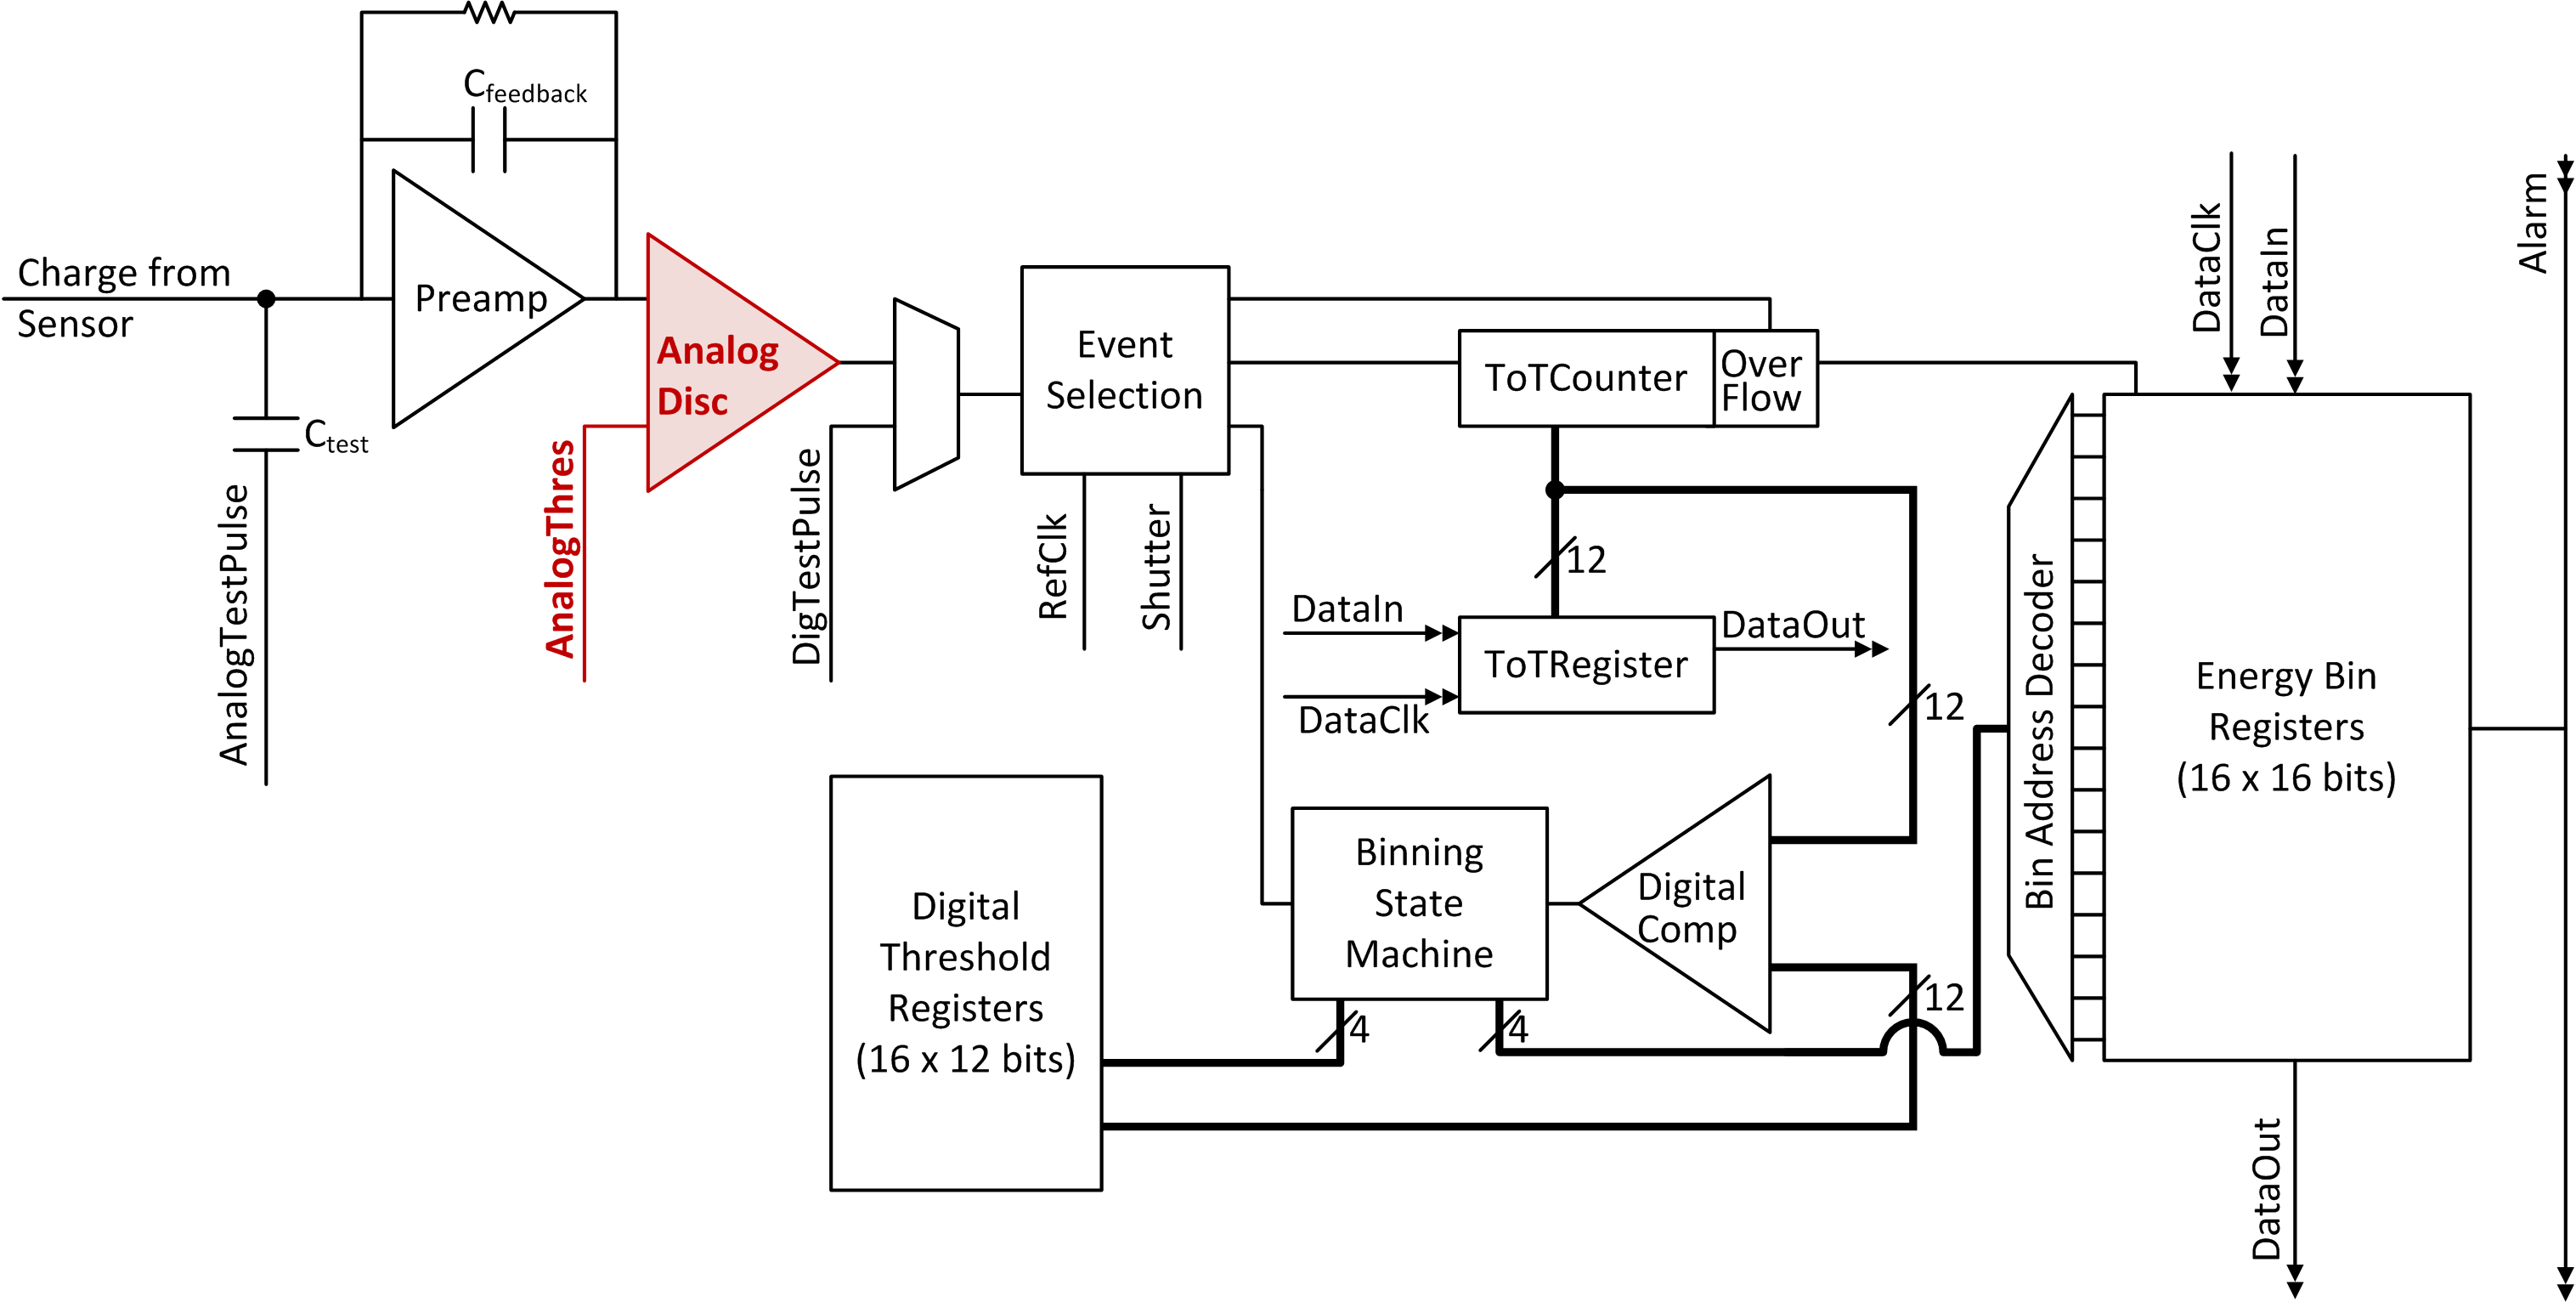 Cfeedback
Charge from
Sensor
Preamp
Ctest
AnalogTestPulse
Analog
Disc
AnalogThres
DigTestPulse
Event
Selection
RefClk
Shutter
ToTCounter
Over
Flow
12
DataIn
DataClk
ToTRegister
DataOut
12
Digital
Threshold
Registers
(16 x 12 bits)
Binning
State
Machine
4
4
Digital
Comp
12
Bin Address Decoder
DataClk
DataIn
Energy Bin
Registers
(16 x 16 bits)
DataOut
Alarm